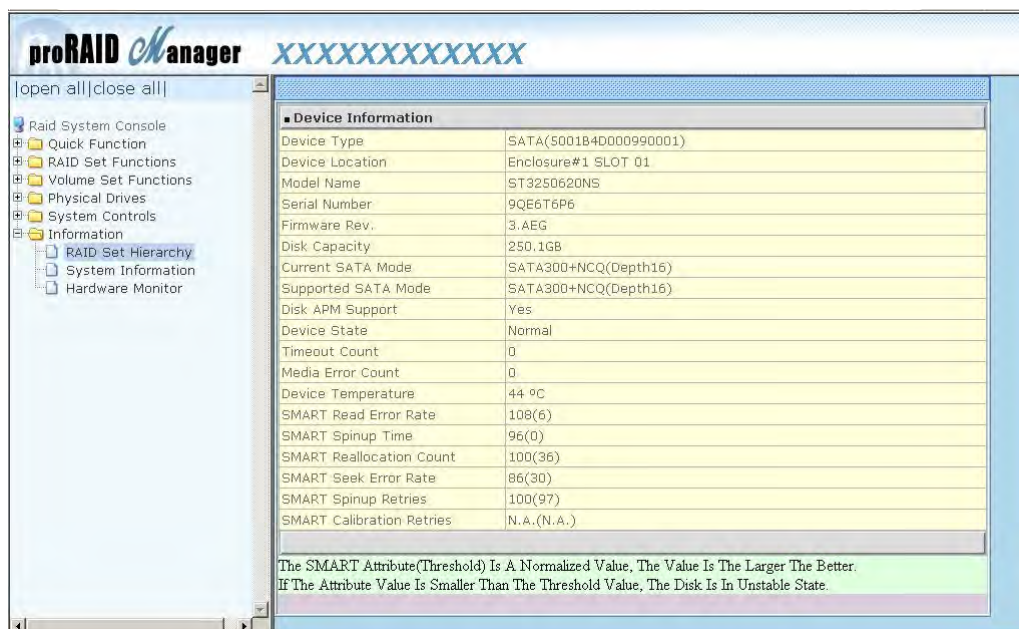 proRAID Manager XXXXXXXXXXXXX
|open all|close all|
Raid System Console
Quick Function
RAID Set Functions
Volume Set Functions
Physical Drives
System Controls
Information
RAID Set Hierarchy
System Information
Hardware Monitor
Device Information
Device Type SATA(5001B4D000990001)
Device Location Enclosure#1 SLOT 01
Model Name ST3250620NS
Serial Number 9QE6T6P6
Firmware Rev. 3.AEG
Disk Capacity 250.1GB
Current SATA Mode SATA300+NCQ(Depth16)
Supported SATA Mode SATA300+NCQ(Depth16)
Disk APM Support Yes
Device State Normal
Timeout Count 0
Media Error Count 0
Device Temperature 44 ºC
SMART Read Error Rate 108(6)
SMART Spinup Time 96(0)
SMART Reallocation Count 100(36)
SMART Seek Error Rate 86(30)
SMART Spinup Retries 100(97)
SMART Calibration Retries N.A.(N.A.)
The SMART Attribute(Threshold) Is A Normalized Value, The Value Is The Larger The Better.
If The Attribute Value Is Smaller Than The Threshold Value, The Disk Is In Unstable State.